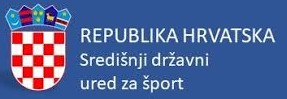 REPUBLIKA HRVATSKA
Središnji državni
ured za šport